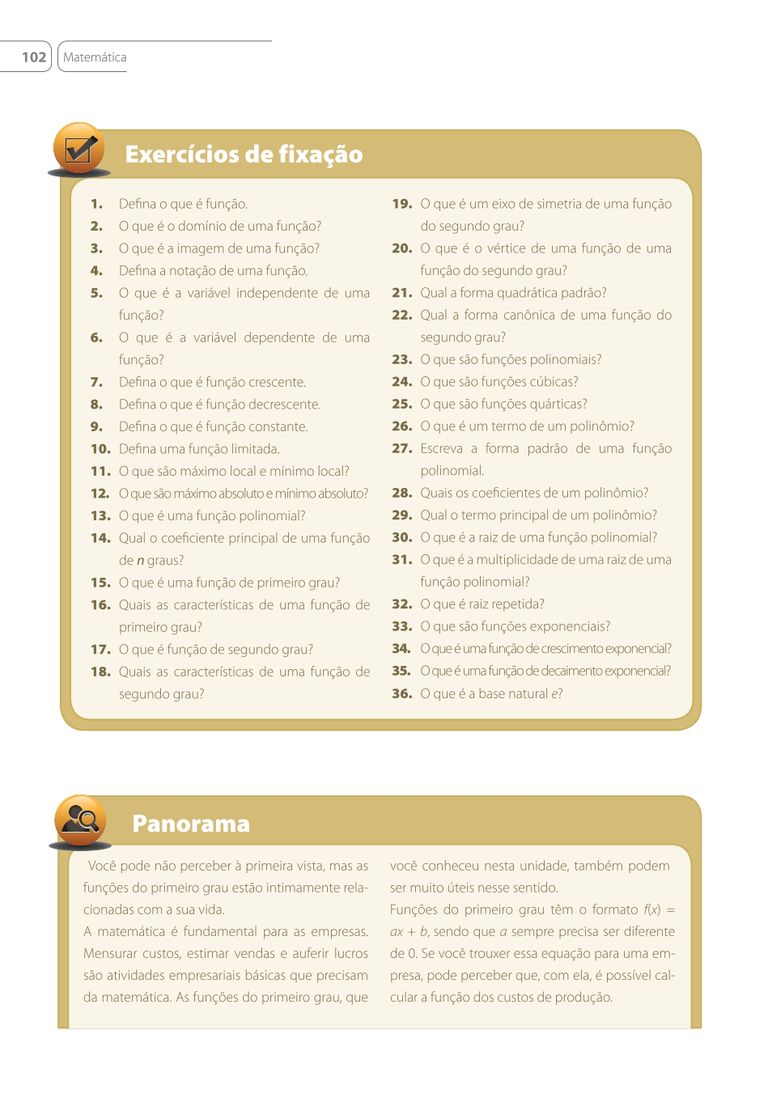 102
Matemática
Exercícios de fixação
1. Defina o que é função.
2. O que é o domínio de uma função?
3. O que é a imagem de uma função?
4. Defina a notação de uma função.
5. O que é a variável independente de uma
função?
6. O que é a variável dependente de uma
função?
7. Defina o que é função crescente.
8. Defina o que é função decrescente.
9. Defina o que é função constante.
10. Defina uma função limitada.
11. O que são máximo local e mínimo local?
12. O que são máximo absoluto e mínimo absoluto?
13. O que é uma função polinomial?
14. Qual o coeficiente principal de uma função
de n graus?
15. O que é uma função de primeiro grau?
16. Quais as características de uma função de
primeiro grau?
17. O que é função de segundo grau?
18. Quais as características de uma função de
segundo grau?
19. O que é um eixo de simetria de uma função
do segundo grau?
20. O que é o vértice de uma função de uma
função do segundo grau?
21. Qual a forma quadrática padrão?
22. Qual a forma canônica de uma função do
segundo grau?
23. O que são funções polinomiais?
24. O que são funções cúbicas?
25. O que são funções quárticas?
26. O que é um termo de um polinômio?
27. Escreva a forma padrão de uma função
polinomial.
28. Quais os coeficientes de um polinômio?
29. Qual o termo principal de um polinômio?
30. O que é a raiz de uma função polinomial?
31. O que é a multiplicidade de uma raiz de uma
função polinomial?
32. O que é raiz repetida?
33. O que são funções exponenciais?
34. O que é uma função de crescimento exponencial?
35. O que é uma função de decaimento exponencial?
36. O que é a base natural e?
Panorama
Você pode não perceber à primeira vista, mas as
funções do primeiro grau estão intimamente rela-
cionadas com a sua vida.
A matemática é fundamental para as empresas.
Mensurar custos, estimar vendas e auferir lucros
são atividades empresariais básicas que precisam
da matemática. As funções do primeiro grau, que
você conheceu nesta unidade, também podem
ser muito úteis nesse sentido.
Funções do primeiro grau têm o formato f(x) =
ax + b, sendo que a sempre precisa ser diferente
de 0. Se você trouxer essa equação para uma em-
presa, pode perceber que, com ela, é possível cal-
cular a função dos custos de produção.